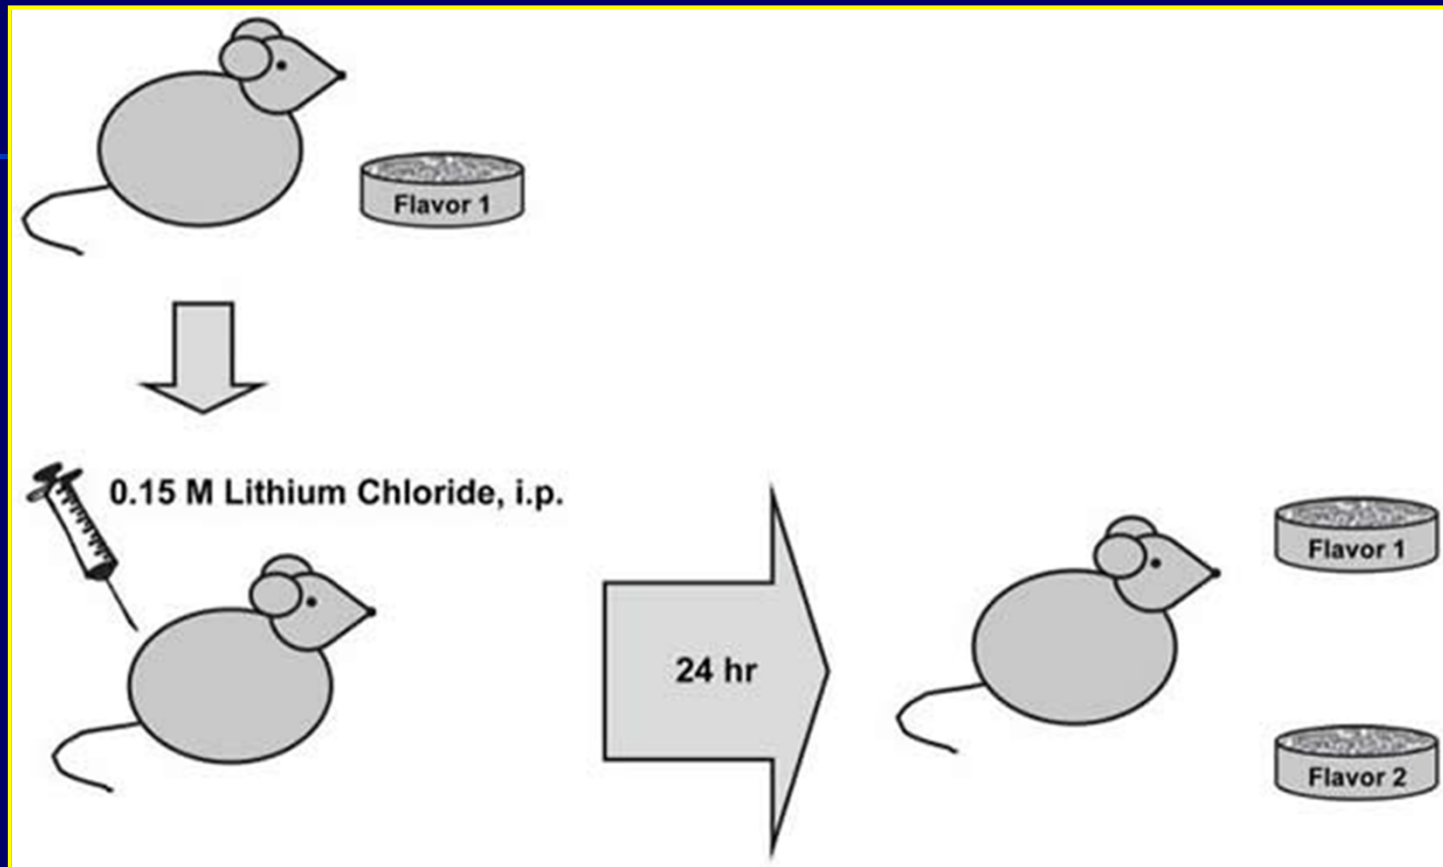 Flavor 1
0.15 M Lithium Chloride, i.p.
24 hr
Flavor 1
Flavor 2